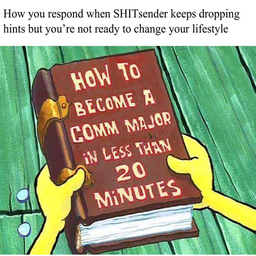 How you respond when SHITsender keeps dropping
hints but you're not ready to change your lifestyle
HOW TO
BECOME A
COMM MAJOR
iN LESS THAN
20
MiNUTES